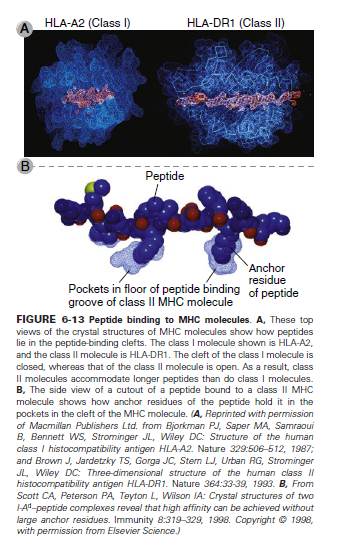 HLA-A2 (Class I)
HLA-DR1 (Class II)
A
B
Peptide
Pockets in floor of peptide binding
groove of class II MHC molecule
Anchor
residue
of peptide
FIGURE 6-13 Peptide binding to MHC molecules. A, These top
views of the crystal structures of MHC molecules show how peptides
lie in the peptide-binding clefts. The class I molecule shown is HLA-A2,
and the class II molecule is HLA-DR1. The cleft of the class I molecule is
closed, whereas that of the class II molecule is open. As a result, class
II molecules accommodate longer peptides than do class I molecules.
B, The side view of a cutout of a peptide bound to a class II MHC
molecule shows how anchor residues of the peptide hold it in the
pockets in the cleft of the MHC molecule. (A, Reprinted with permission
of Macmillan Publishers Ltd. from Bjorkman PJ, Saper MA, Samraoui
B, Bennett WS, Strominger JL, Wiley DC: Structure of the human
class I histocompatibility antigen HLA-A2. Nature 329:506–512, 1987;
and Brown J, Jardetzky TS, Gorga JC, Stern LJ, Urban RG, Strominger
JL, Wiley DC: Three-dimensional structure of the human class II
histocompatibility antigen HLA-DR1. Nature 364:33-39, 1993. B, From
Scott CA, Peterson PA, Teyton L, Wilson IA: Crystal structures of two
I-Aᵈ–peptide complexes reveal that high affinity can be achieved without
large anchor residues. Immunity 8:319–329, 1998. Copyright © 1998,
with permission from Elsevier Science.)